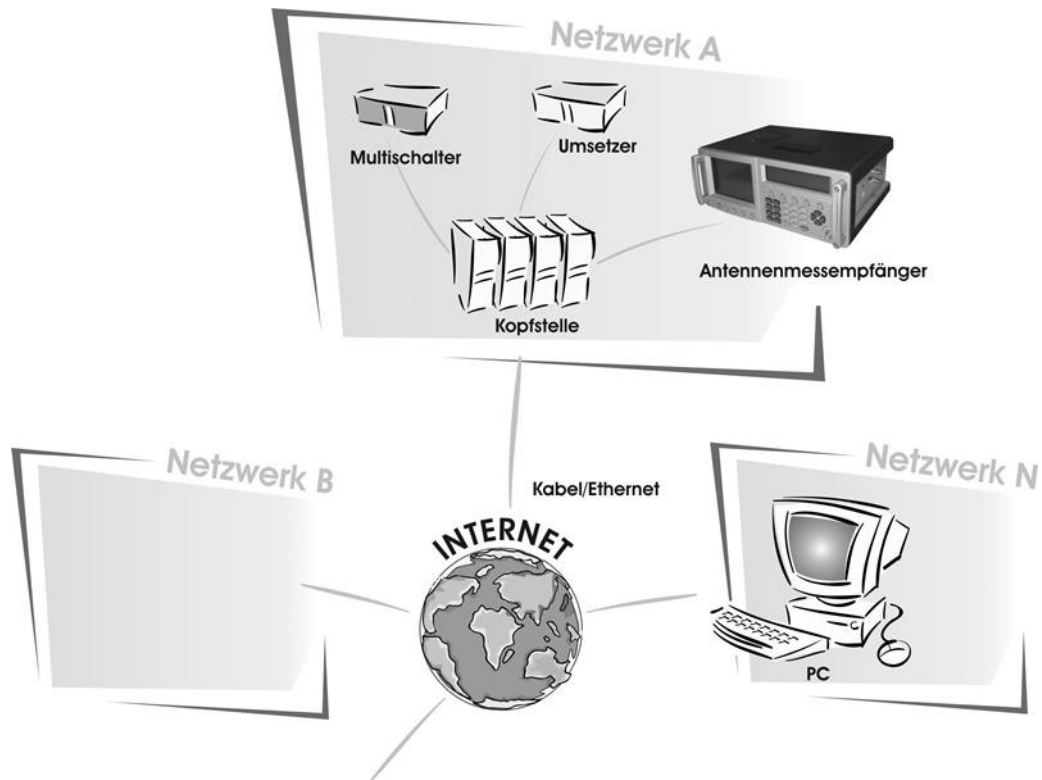 Netzwerk A
Multischalter
Umsetzer
Antennenmessempfänger
Kopfstelle
Netzwerk B
Kabel/Ethernet
Netzwerk N
INTERNET
PC